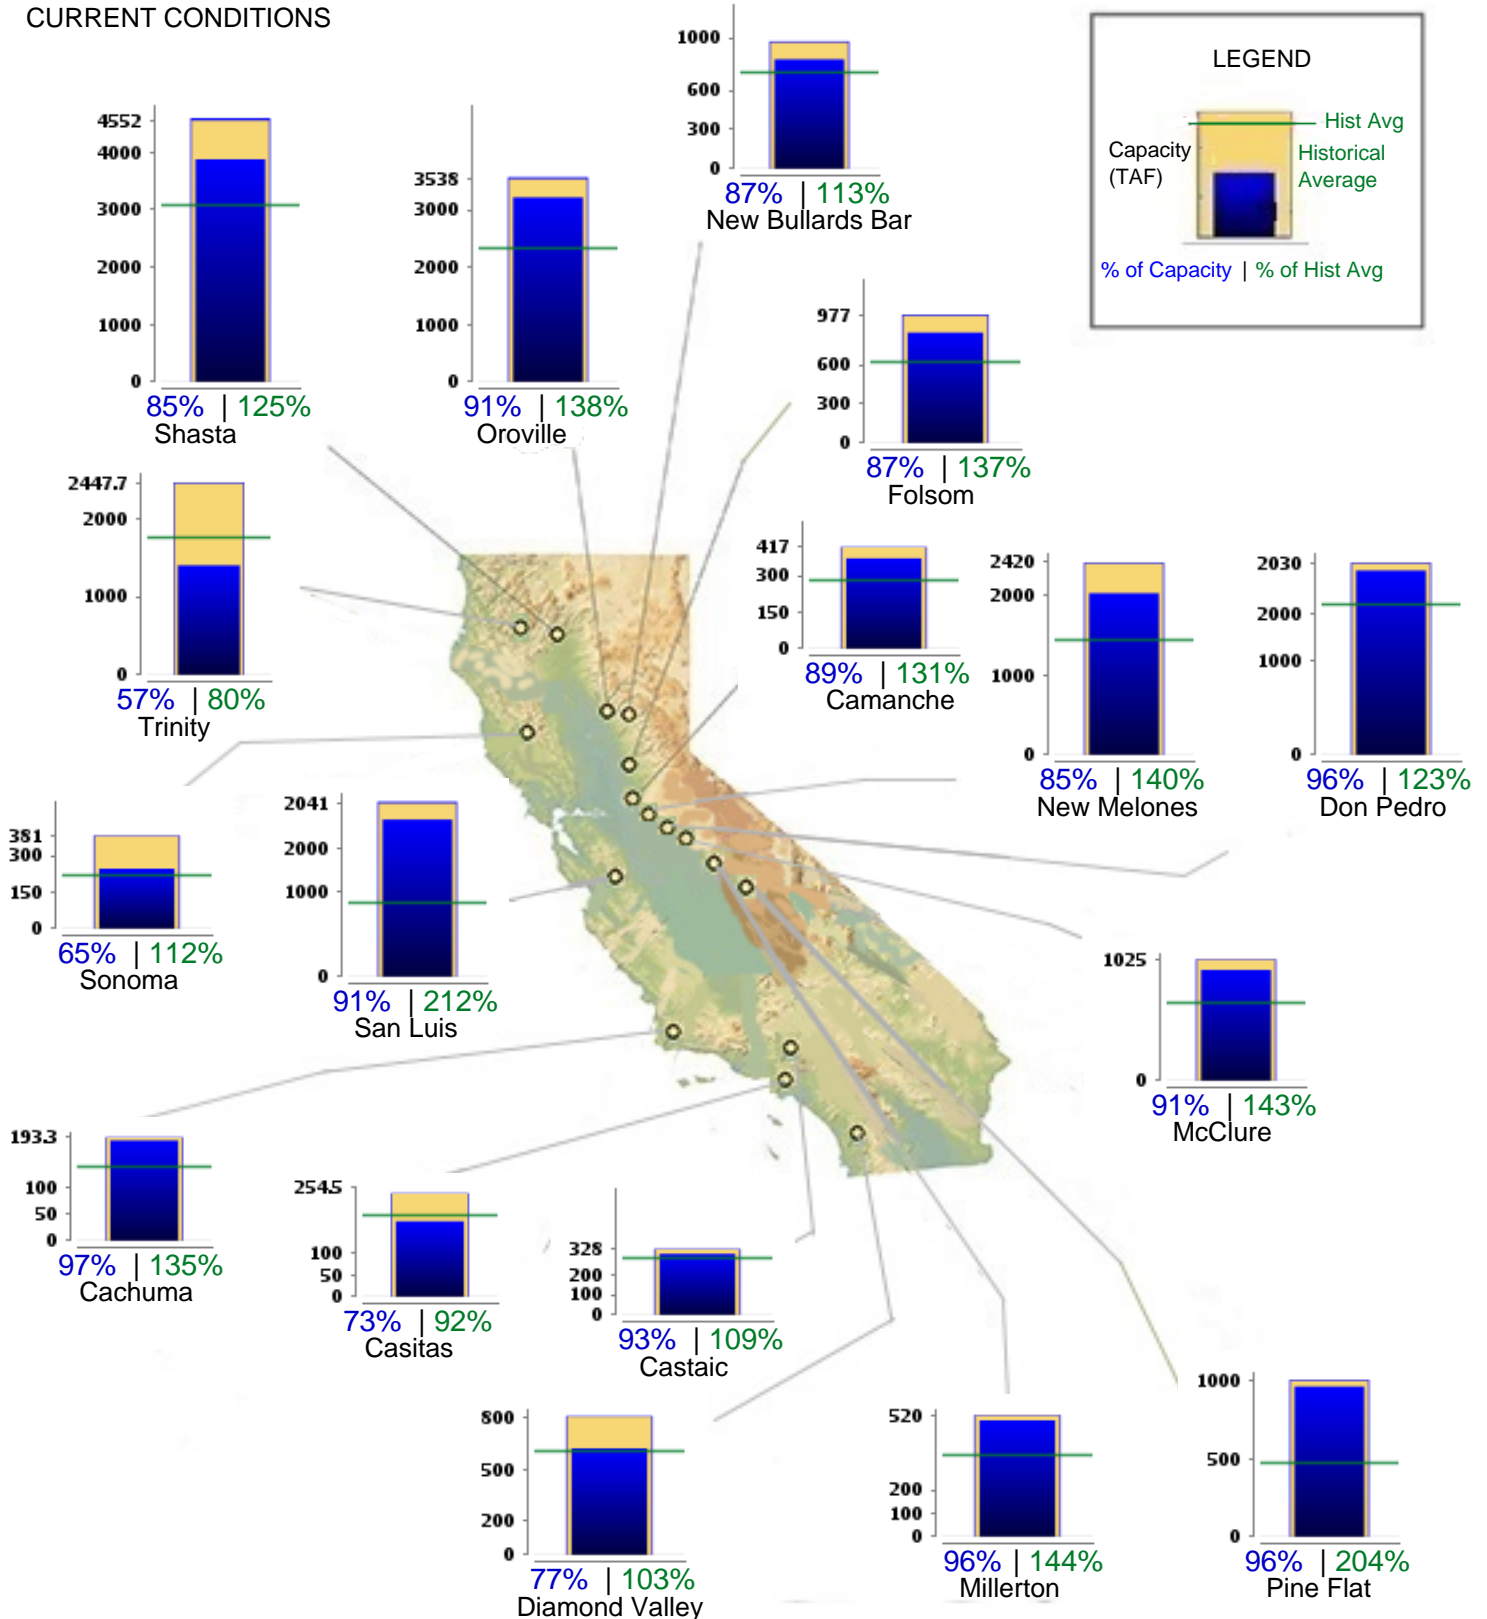 CURRENT CONDITIONS
LEGEND
Hist Avg
Capacity
(TAF)
Historical
Average
% of Capacity | % of Hist Avg
1000
600
300
0
87% | 113%
New Bullards Bar
4552
4000
3000
2000
1000
0
85% | 125%
Shasta
3538
3000
2000
1000
0
91% | 138%
Oroville
977
600
300
0
87% | 137%
Folsom
2447.7
2000
1000
0
57% | 80%
Trinity
417
300
150
0
89% | 131%
Camanche
2420
2000
1000
0
85% | 140%
New Melones
2030
2000
1000
0
96% | 123%
Don Pedro
381
300
150
0
65% | 112%
Sonoma
2041
2000
1000
0
91% | 212%
San Luis
1025
0
91% | 143%
McClure
193.3
100
50
0
97% | 135%
Cachuma
254.5
100
50
0
73% | 92%
Casitas
328
200
100
0
93% | 109%
Castaic
800
500
200
0
77% | 103%
Diamond Valley
520
200
100
0
96% | 144%
Millerton
1000
500
0
96% | 204%
Pine Flat